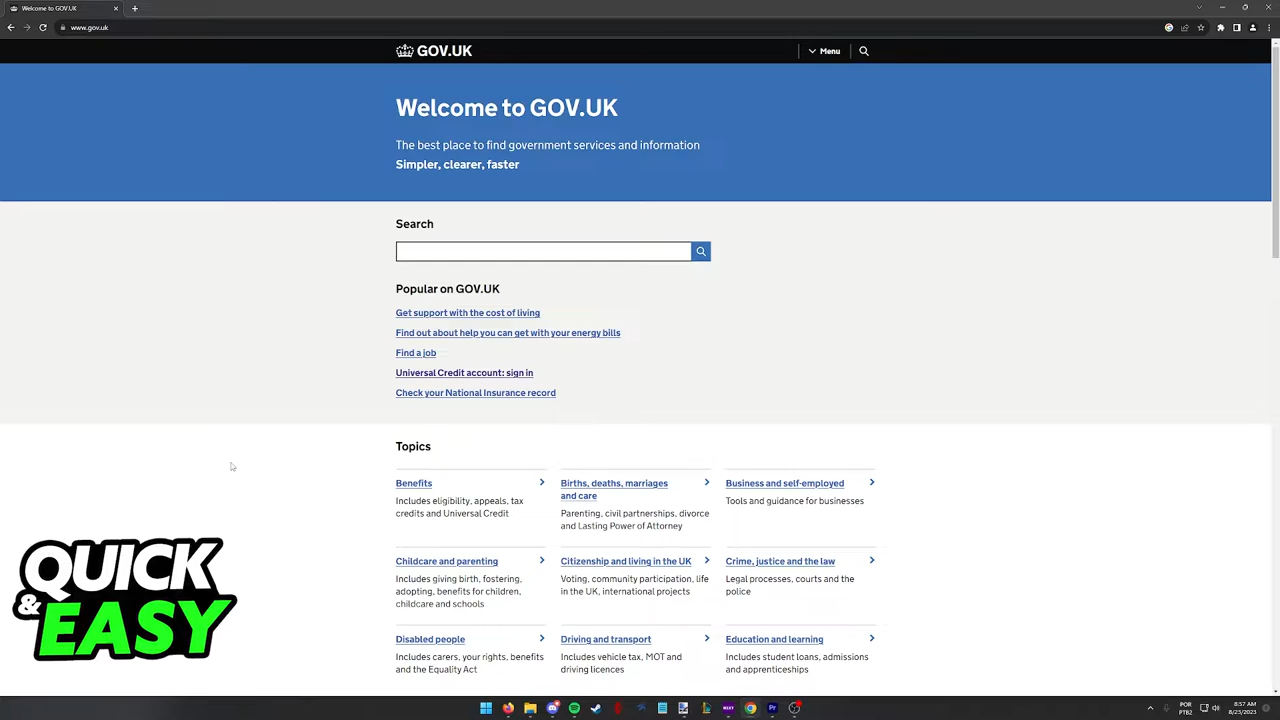 Welcome to GOV.UK
www.gov.uk
GOV.UK
Menu
Welcome to GOV.UK
The best place to find government services and information
Simpler, clearer, faster
Search
Popular on GOV.UK
Get support with the cost of living
Find out about help you can get with your energy bills
Find a job
Universal Credit account: sign in
Check your National Insurance record
Topics
Benefits
Includes eligibility, appeals, tax
credits and Universal Credit
Births, deaths, marriages
and care
Parenting, civil partnerships, divorce
and Lasting Power of Attorney
Business and self-employed
Tools and guidance for businesses
Childcare and parenting
Includes giving birth, fostering,
adopting, benefits for children,
childcare and schools
Citizenship and living in the UK
Voting, community participation, life
in the UK, international projects
Crime, justice and the law
Legal processes, courts and the
police
Disabled people
Includes carers, your rights, benefits
and the Equality Act
Driving and transport
Includes vehicle tax, MOT and
driving licences
Education and learning
Includes student loans, admissions
and apprenticeships
QUICK
& EASY
POR
PTB2
8:57 AM
8/23/2023